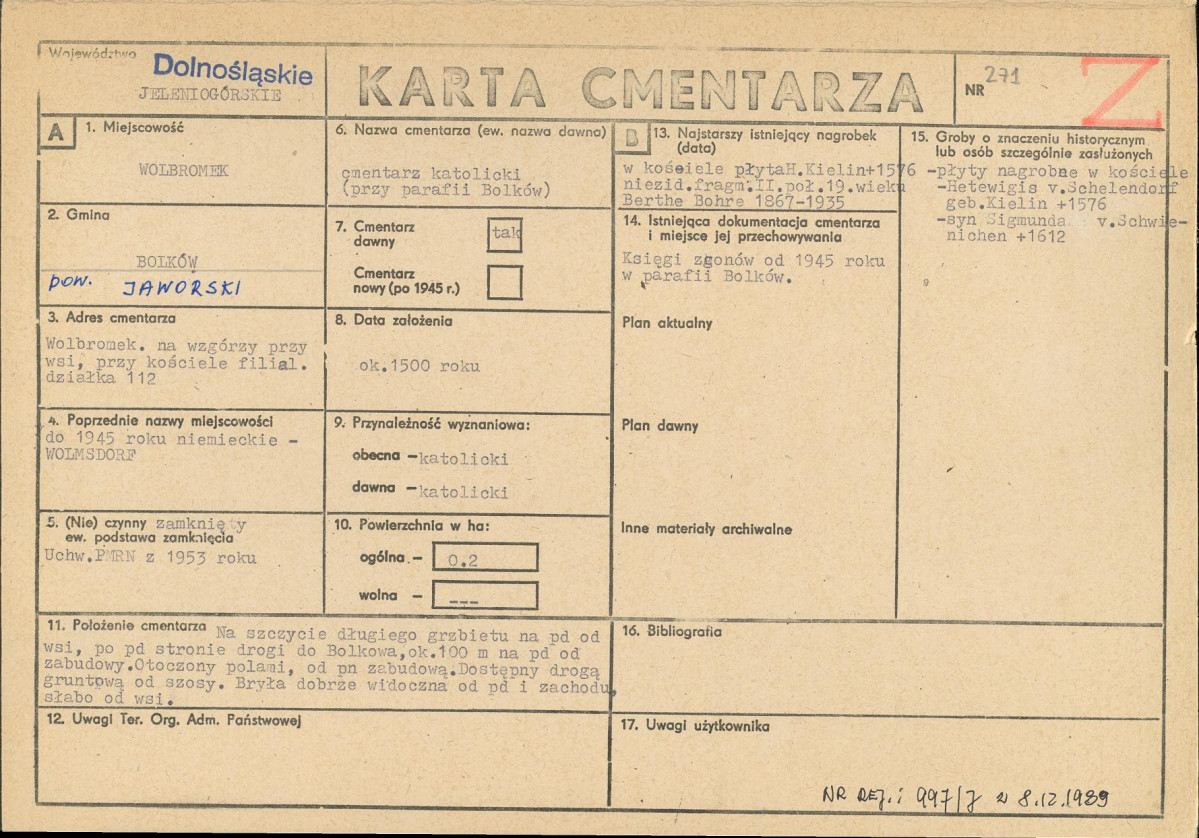 Województwo
Dolnośląskie
JELENIOGÓRSKIE
KARTA CMENTARZA
NR 271
Z
A
1. Miejscowość
WOLBROMEK
2. Gmina
BOLKÓW
pow. JAWORSKI
3. Adres cmentarza
Wolbromek. na wzgórzy przy
wsi, przy kościele filial.
działka 112
4. Poprzednie nazwy miejscowości
do 1945 roku niemieckie -
WOLMSDORF
5. (Nie) czynny zamknięty
ew. podstawa zamknięcia
Uchw.PMRN z 1953 roku
6. Nazwa cmentarza (ew. nazwa dawna)
cmentarz katolicki
(przy parafii Bolków)
7. Cmentarz
dawny
tak
Cmentarz
nowy (po 1945 r.)
8. Data założenia
ok.1500 roku
9. Przynależność wyznaniowa:
obecna -katolicki
dawna -katolicki
10. Powierzchnia w ha:
ogólna - 0.2
wolna - ---
11. Położenie cmentarza Na szczycie długiego grzbietu na pd od
wsi, po pd stronie drogi do Bolkowa,ok.100 m na pd od
zabudowy.Otoczony polami, od pn zabudową.Dostępny drogą
gruntową od szosy. Bryła dobrze widoczna od pd i zachodu,
słabo od wsi.
12. Uwagi Ter. Org. Adm. Państwowej
B
13. Najstarszy istniejący nagrobek
(data)
w kościele płytaH.Kielin+1576
niezid.fragm.II.poł.19.wieku
Berthe Bohre 1867-1935
14. Istniejąca dokumentacja cmentarza
i miejsce jej przechowywania
Księgi zgonów od 1945 roku
w parafii Bolków.
Plan aktualny
Plan dawny
Inne materiały archiwalne
15. Groby o znaczeniu historycznym
lub osób szczególnie zasłużonych
-płyty nagrobne w kościele
-Hetewigis v.Schelendorf
geb.Kielin +1576
-syn Sigmunda v.Schwie-
nichen +1612
16. Bibliografia
17. Uwagi użytkownika
NR REJ.: 997/J z 8.12.1989